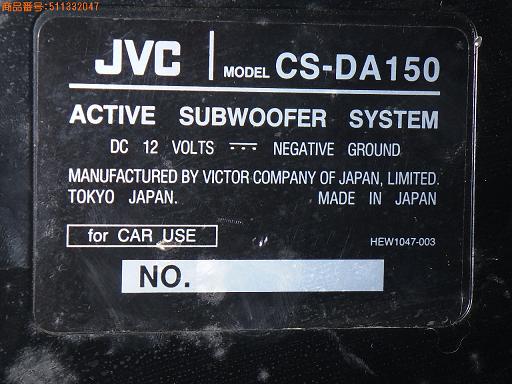 商品番号：511332047
JVC MODEL CS-DA150
ACTIVE SUBWOOFER SYSTEM
DC 12 VOLTS ⎓ NEGATIVE GROUND
MANUFACTURED BY VICTOR COMPANY OF JAPAN, LIMITED.
TOKYO JAPAN. MADE IN JAPAN
for CAR USE HEW1047-003
NO.